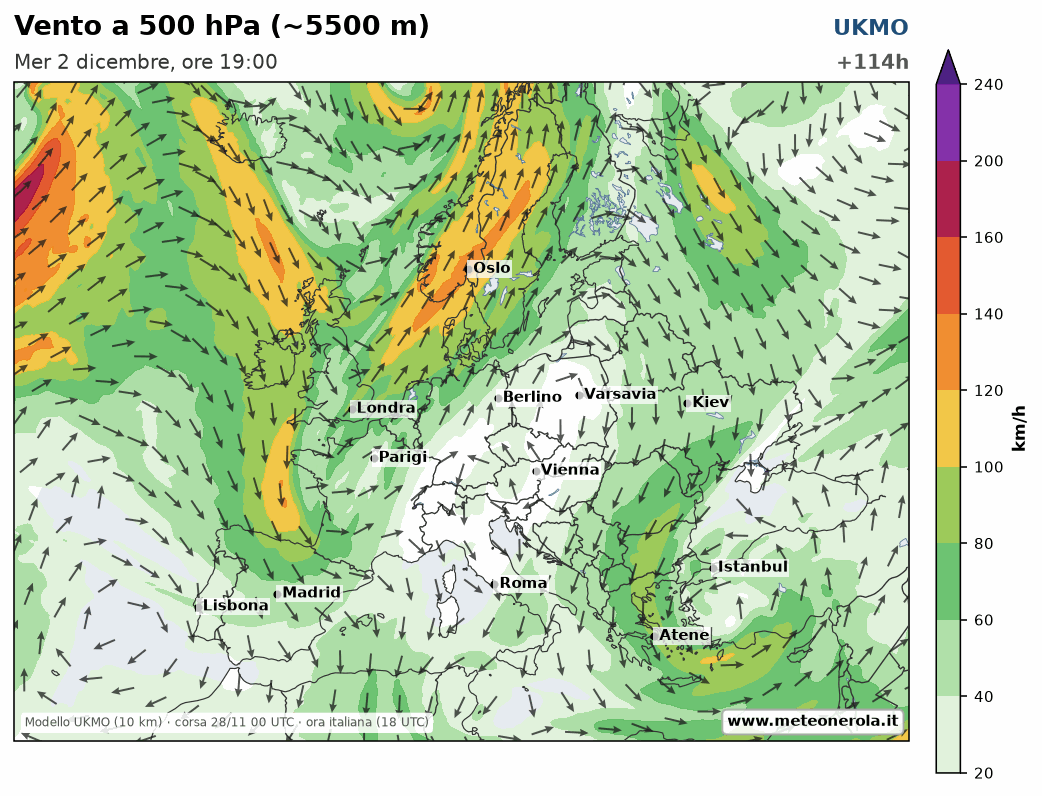 Vento a 500 hPa (~5500 m)
UKMO
Mer 2 dicembre, ore 19:00
+114h
240
200
160
140
120
100
80
60
40
20
km/h
Oslo
Berlino
Varsavia
Kiev
Londra
Parigi
Vienna
Istanbul
Roma
Madrid
Lisbona
Atene
Modello UKMO (10 km) · corsa 28/11 00 UTC · ora italiana (18 UTC)
www.meteonerola.it